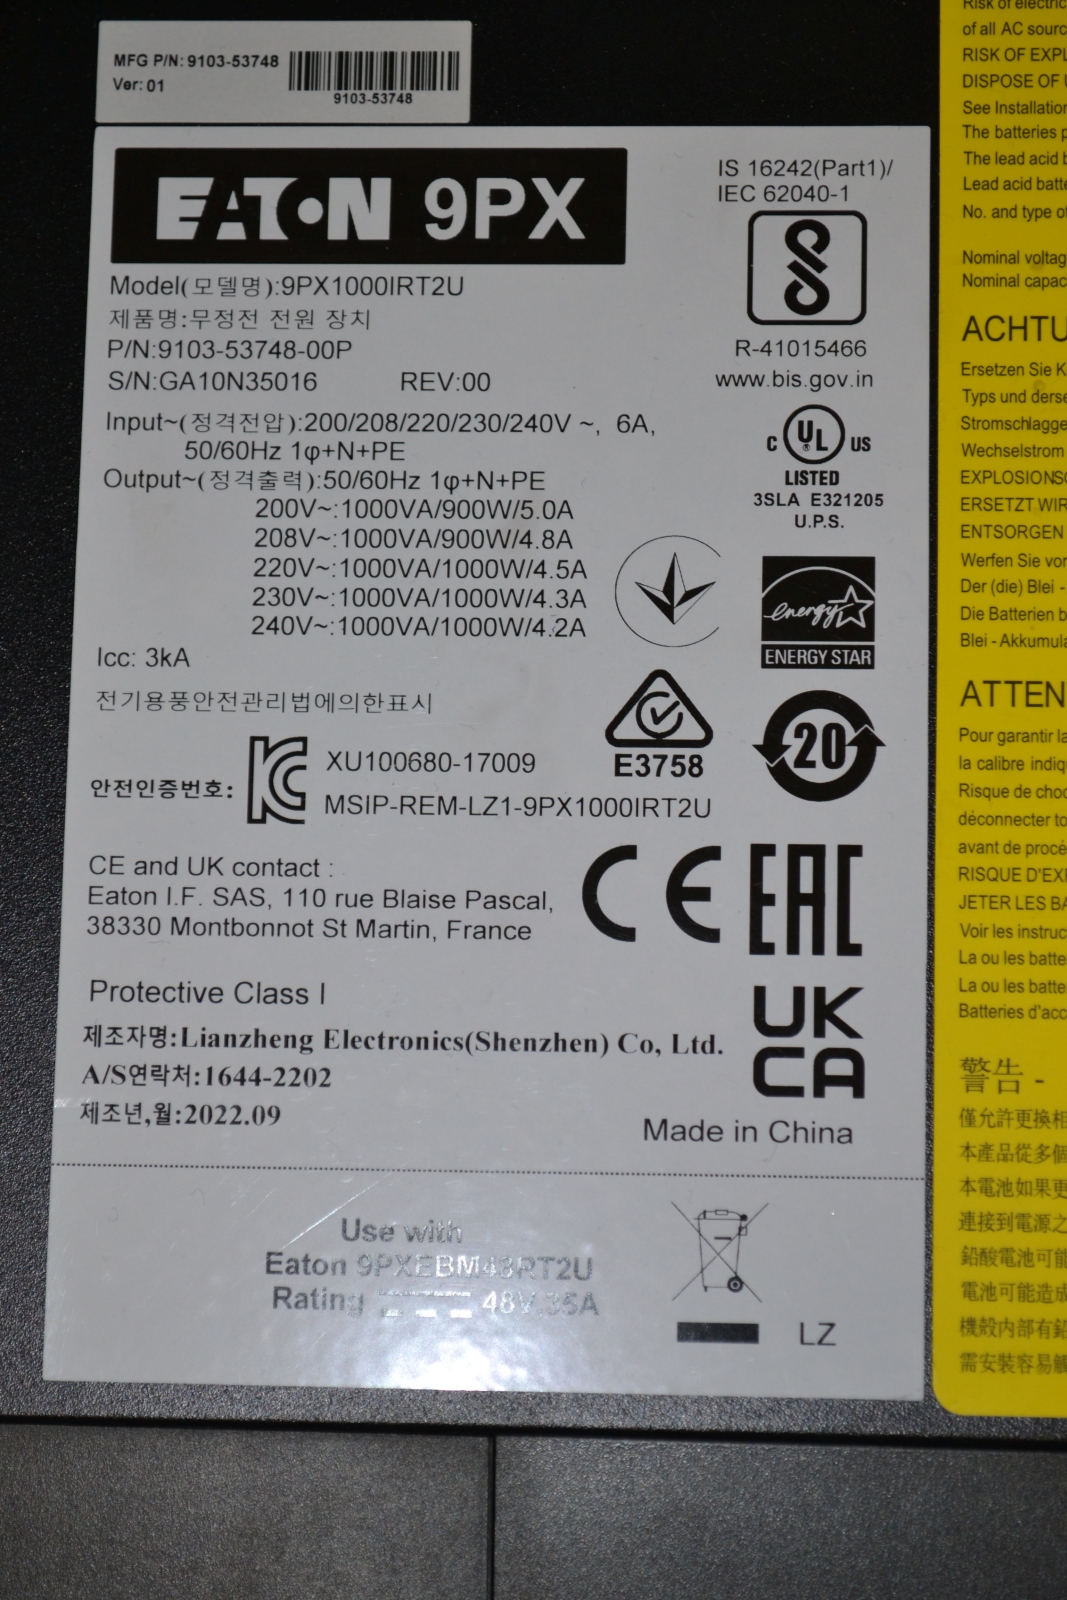 MFG P/N: 9103-53748
Ver: 01
9103-53748
EATON 9PX
Model(모델명):9PX1000IRT2U
제품명:무정전 전원 장치
P/N:9103-53748-00P
S/N:GA10N35016 REV:00
Input~(정격전압):200/208/220/230/240V ~, 6A,
50/60Hz 1φ+N+PE
Output~(정격출력):50/60Hz 1φ+N+PE
200V~:1000VA/900W/5.0A
208V~:1000VA/900W/4.8A
220V~:1000VA/1000W/4.5A
230V~:1000VA/1000W/4.3A
240V~:1000VA/1000W/4.2A
Icc: 3kA
전기용품안전관리법에의한표시
안전인증번호:
XU100680-17009
MSIP-REM-LZ1-9PX1000IRT2U
IS 16242(Part1)/
IEC 62040-1
R-41015466
www.bis.gov.in
C UL US
LISTED
3SLA E321205
U.P.S.
energy
ENERGY STAR
E3758
20
CE and UK contact :
Eaton I.F. SAS, 110 rue Blaise Pascal,
38330 Montbonnot St Martin, France
CE EAC
UK
CA
Protective Class I
제조자명:Lianzheng Electronics(Shenzhen) Co, Ltd.
A/S연락처:1644-2202
제조년,월:2022.09
Made in China
Use with
Eaton 9PXEBM48RT2U
Rating 48V 35A
LZ
Risk of electric
of all AC sourc
RISK OF EXPL
DISPOSE OF U
See Installation
The batteries p
The lead acid b
Lead acid batte
No. and type of
Nominal voltag
Nominal capac
ACHTU
Ersetzen Sie K
Typs und derse
Stromschlagge
Wechselstrom
EXPLOSIONSG
ERSETZT WIR
ENTSORGEN
Werfen Sie vor
Der (die) Blei -
Die Batterien b
Blei - Akkumula
ATTEN
Pour garantir la
la calibre indiq
Risque de choc
déconnecter to
avant de procé
RISQUE D'EXP
JETER LES BA
Voir les instruc
La ou les batte
La ou les batte
Batteries d'acc
警告 -
僅允許更換相
本產品從多個
本電池如果更
連接到電源之
鉛酸電池可能
電池可能造成
機殼內部有鉛
需安裝容易觸